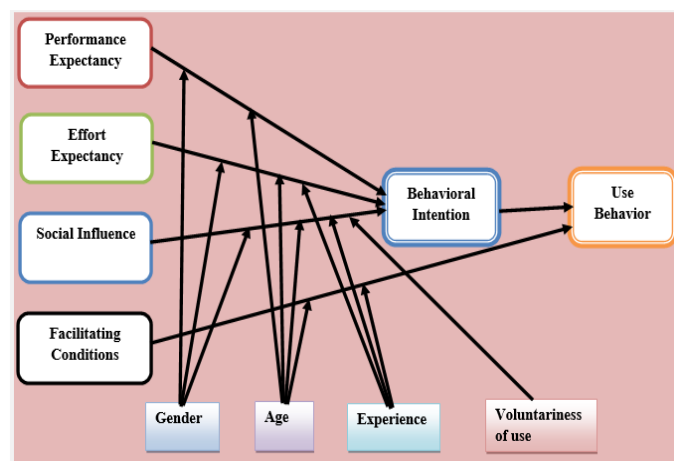 Performance
Expectancy
Effort
Expectancy
Social Influence
Facilitating
Conditions
Behavioral
Intention
Use
Behavior
Gender
Age
Experience
Voluntariness
of use